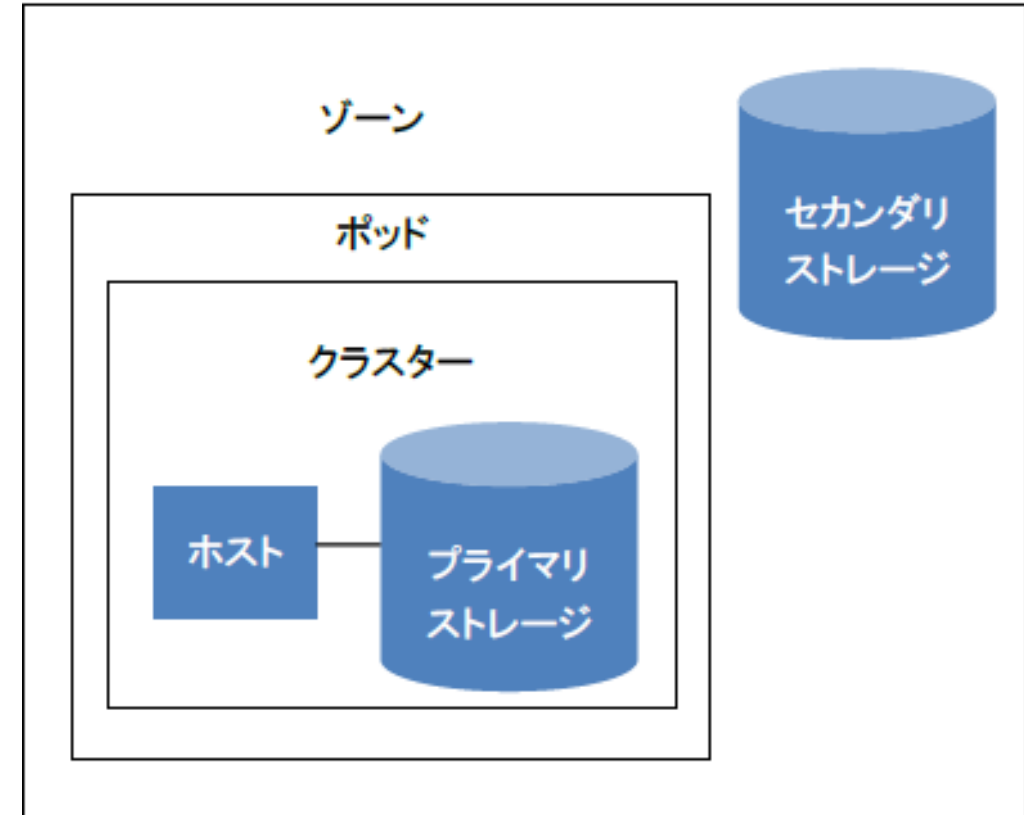 ゾーン
セカンダリ
ストレージ
ポッド
クラスター
ホスト
プライマリ
ストレージ